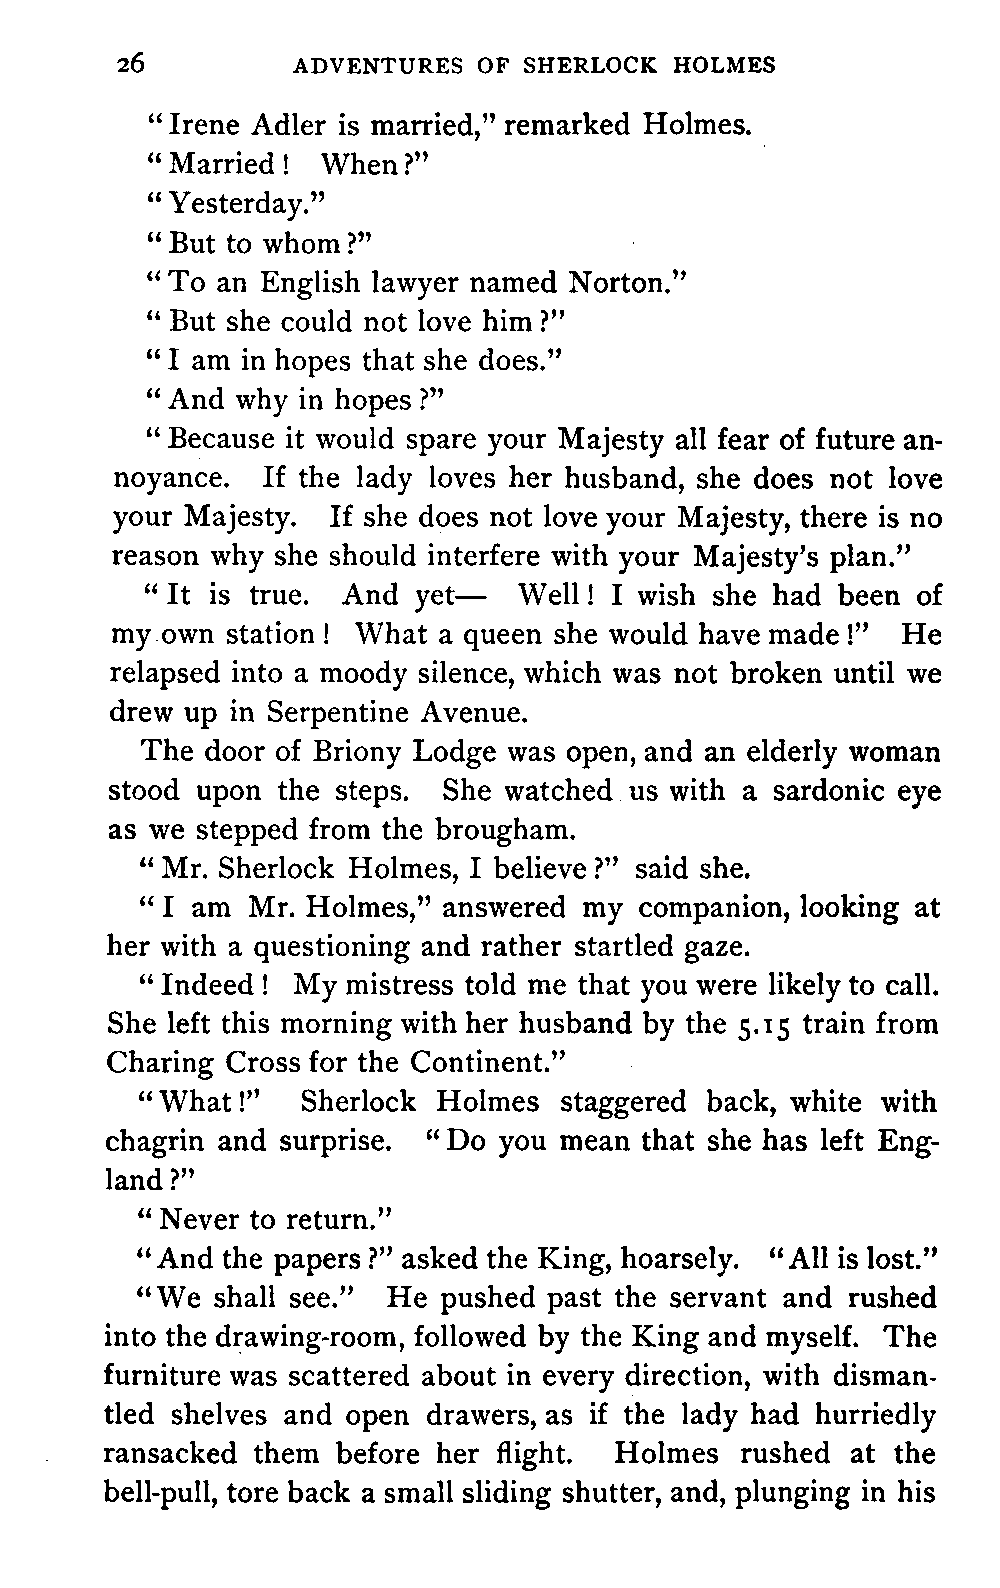 26 ADVENTURES OF SHERLOCK HOLMES
“Irene Adler is married,” remarked Holmes.
“Married! When?”
“Yesterday.”
“But to whom?”
“To an English lawyer named Norton.”
“But she could not love him?”
“I am in hopes that she does.”
“And why in hopes?”
“Because it would spare your Majesty all fear of future an-
noyance. If the lady loves her husband, she does not love
your Majesty. If she does not love your Majesty, there is no
reason why she should interfere with your Majesty’s plan.”
“It is true. And yet— Well! I wish she had been of
my own station! What a queen she would have made!” He
relapsed into a moody silence, which was not broken until we
drew up in Serpentine Avenue.
The door of Briony Lodge was open, and an elderly woman
stood upon the steps. She watched us with a sardonic eye
as we stepped from the brougham.
“Mr. Sherlock Holmes, I believe?” said she.
“I am Mr. Holmes,” answered my companion, looking at
her with a questioning and rather startled gaze.
“Indeed! My mistress told me that you were likely to call.
She left this morning with her husband by the 5.15 train from
Charing Cross for the Continent.”
“What!” Sherlock Holmes staggered back, white with
chagrin and surprise. “Do you mean that she has left Eng-
land?”
“Never to return.”
“And the papers?” asked the King, hoarsely. “All is lost.”
“We shall see.” He pushed past the servant and rushed
into the drawing-room, followed by the King and myself. The
furniture was scattered about in every direction, with disman-
tled shelves and open drawers, as if the lady had hurriedly
ransacked them before her flight. Holmes rushed at the
bell-pull, tore back a small sliding shutter, and, plunging in his